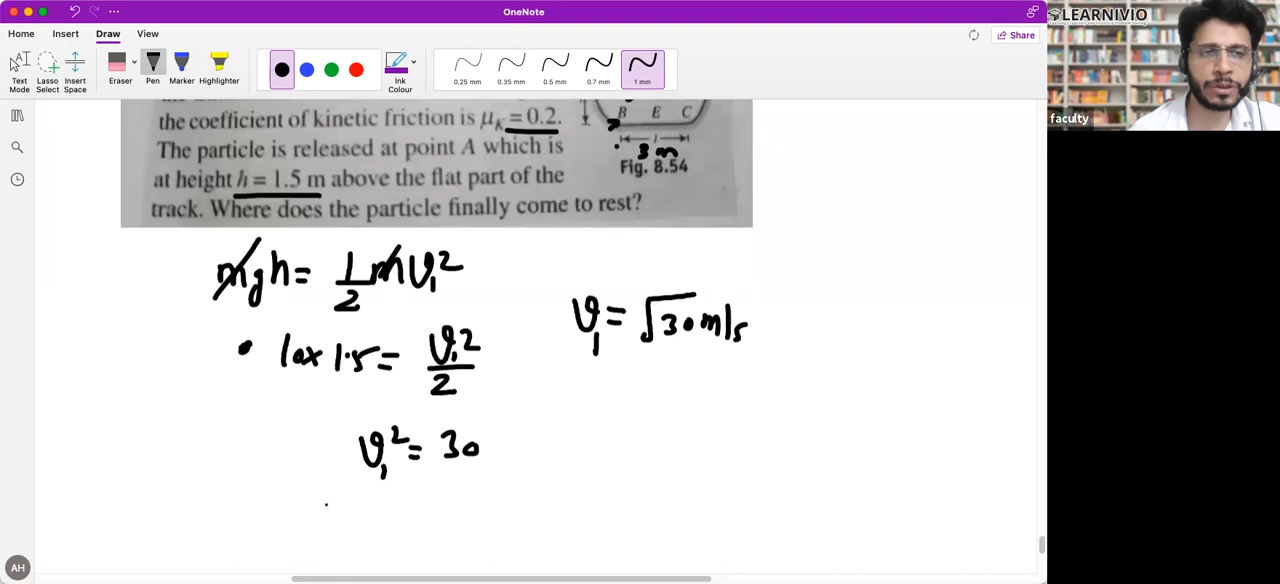 OneNote
LEARNIVIO
Home Insert Draw View Share
Text Mode Lasso Select Insert Space Eraser Pen Marker Highlighter Ink Colour 0.25 mm 0.35 mm 0.5 mm 0.7 mm 1 mm
faculty
the coefficient of kinetic friction is μK = 0.2.
B E C
The particle is released at point A which is
3 m
at height h = 1.5 m above the flat part of the
Fig. 8.54
track. Where does the particle finally come to rest?
mgh = 1/2 mv₁²
v₁ = √30 m/s
10x 1.5 = v₁²/2
v₁² = 30
AH